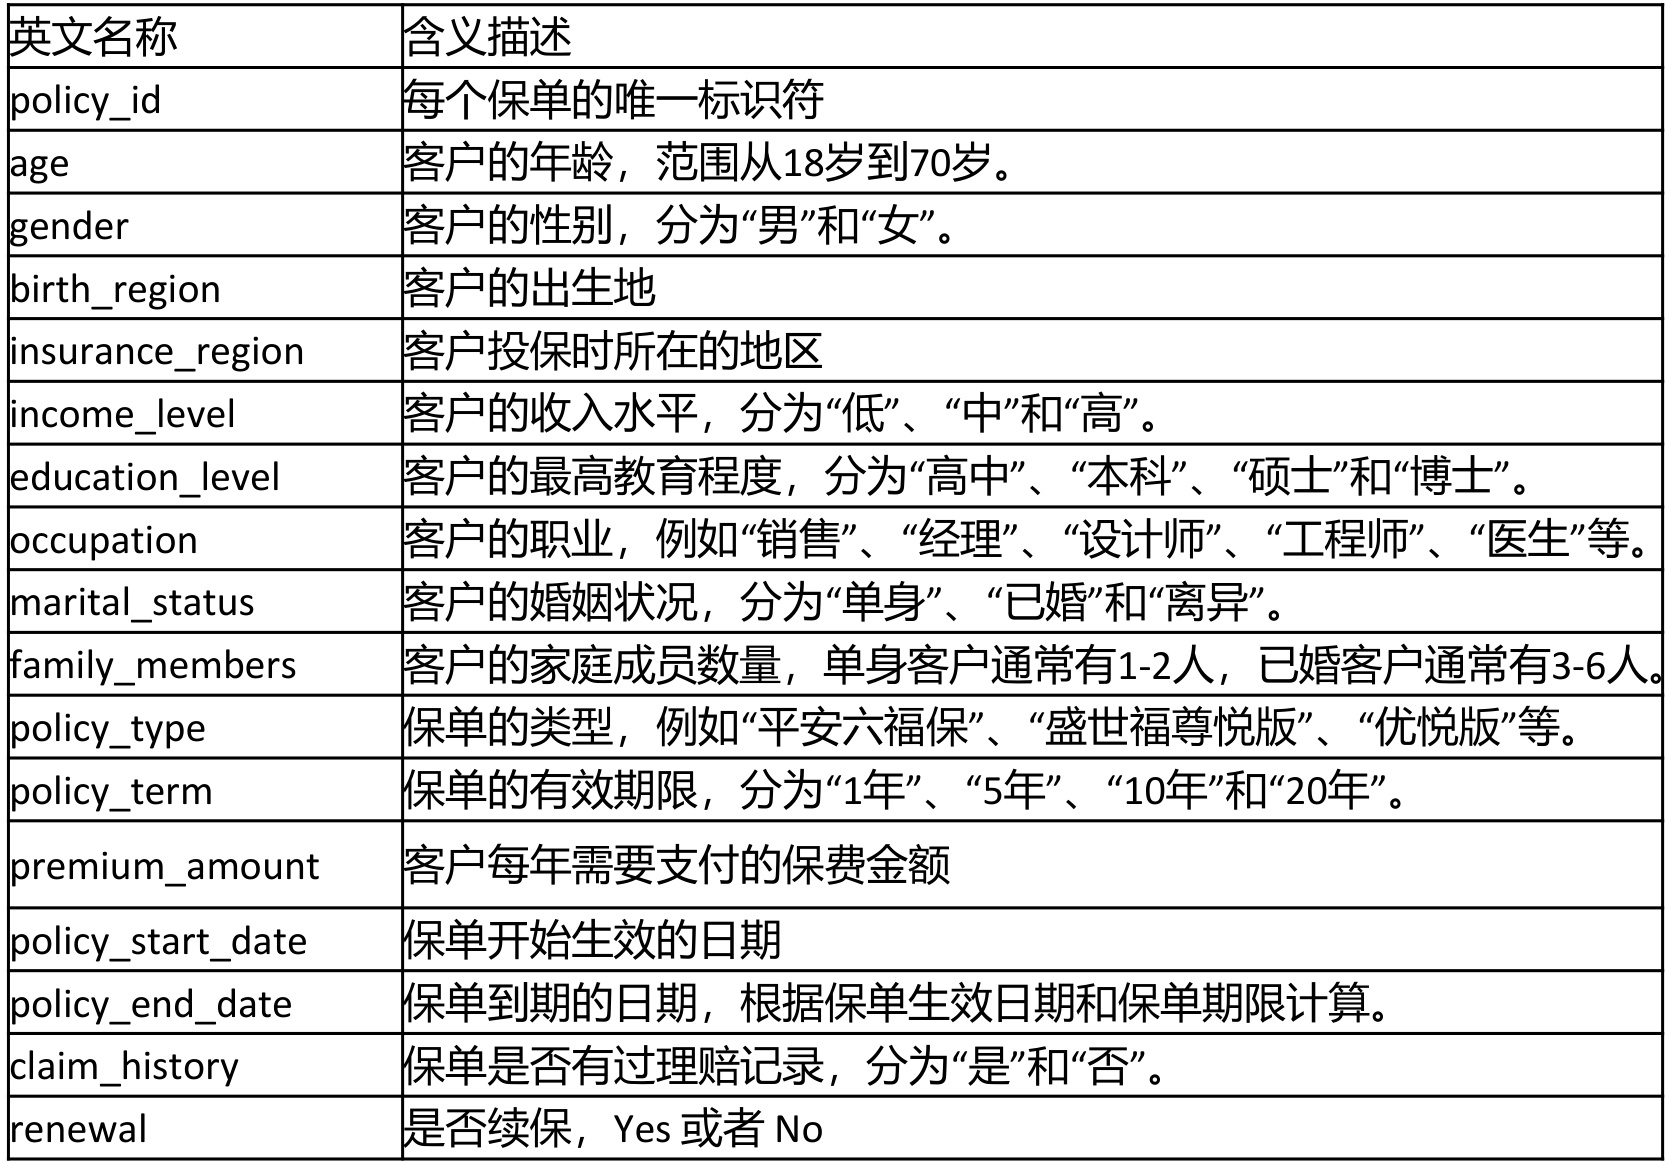 英文名称 含义描述
policy_id 每个保单的唯一标识符
age 客户的年龄，范围从18岁到70岁。
gender 客户的性别，分为“男”和“女”。
birth_region 客户的出生地
insurance_region 客户投保时所在的地区
income_level 客户的收入水平，分为“低”、“中”和“高”。
education_level 客户的最高教育程度，分为“高中”、“本科”、“硕士”和“博士”。
occupation 客户的职业，例如“销售”、“经理”、“设计师”、“工程师”、“医生”等。
marital_status 客户的婚姻状况，分为“单身”、“已婚”和“离异”。
family_members 客户的家庭成员数量，单身客户通常有1-2人，已婚客户通常有3-6人。
policy_type 保单的类型，例如“平安六福保”、“盛世福尊悦版”、“优悦版”等。
policy_term 保单的有效期限，分为“1年”、“5年”、“10年”和“20年”。
premium_amount 客户每年需要支付的保费金额
policy_start_date 保单开始生效的日期
policy_end_date 保单到期的日期，根据保单生效日期和保单期限计算。
claim_history 保单是否有过理赔记录，分为“是”和“否”。
renewal 是否续保，Yes 或者 No